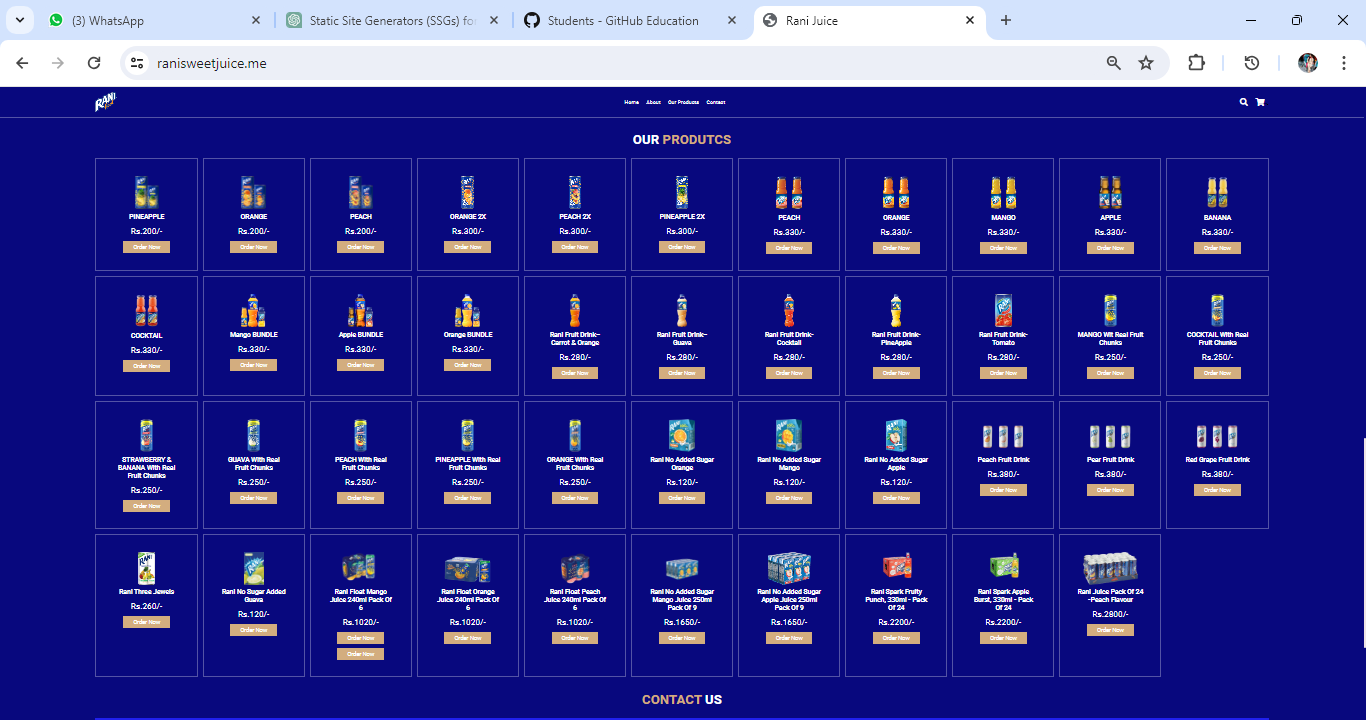 (3) WhatsApp
Static Site Generators (SSGs) fo
Students - GitHub Education
Rani Juice
ranisweetjuice.me
RANI
Home About Our Products Contact
OUR PRODUTCS
PINEAPPLE
Rs.200/-
Order Now
ORANGE
Rs.200/-
Order Now
PEACH
Rs.200/-
Order Now
ORANGE 2X
Rs.300/-
Order Now
PEACH 2X
Rs.300/-
Order Now
PINEAPPLE 2X
Rs.300/-
Order Now
PEACH
Rs.330/-
Order Now
ORANGE
Rs.330/-
Order Now
MANGO
Rs.330/-
Order Now
APPLE
Rs.330/-
Order Now
BANANA
Rs.330/-
Order Now
COCKTAIL
Rs.330/-
Order Now
Mango BUNDLE
Rs.330/-
Order Now
Apple BUNDLE
Rs.330/-
Order Now
Orange BUNDLE
Rs.330/-
Order Now
Rani Fruit Drink–
Carrot & Orange
Rs.280/-
Order Now
Rani Fruit Drink–
Guava
Rs.280/-
Order Now
Rani Fruit Drink-
Cocktail
Rs.280/-
Order Now
Rani Fruit Drink-
PineApple
Rs.280/-
Order Now
Rani Fruit Drink-
Tomato
Rs.280/-
Order Now
MANGO Wit Real Fruit
Chunks
Rs.250/-
Order Now
COCKTAIL With Real
Fruit Chunks
Rs.250/-
Order Now
STRAWBERRY &
BANANA With Real
Fruit Chunks
Rs.250/-
Order Now
GUAVA With Real
Fruit Chunks
Rs.250/-
Order Now
PEACH With Real
Fruit Chunks
Rs.250/-
Order Now
PINEAPPLE With Real
Fruit Chunks
Rs.250/-
Order Now
ORANGE With Real
Fruit Chunks
Rs.250/-
Order Now
Rani No Added Sugar
Orange
Rs.120/-
Order Now
Rani No Added Sugar
Mango
Rs.120/-
Order Now
Rani No Added Sugar
Apple
Rs.120/-
Order Now
Peach Fruit Drink
Rs.380/-
Order Now
Pear Fruit Drink
Rs.380/-
Order Now
Red Grape Fruit Drink
Rs.380/-
Order Now
Rani Three Jewels
Rs.260/-
Order Now
Rani No Sugar Added
Guava
Rs.120/-
Order Now
Rani Float Mango
Juice 240ml Pack Of
6
Rs.1020/-
Order Now
Order Now
Rani Float Orange
Juice 240ml Pack Of
6
Rs.1020/-
Order Now
Rani Float Peach
Juice 240ml Pack Of
6
Rs.1020/-
Order Now
Rani No Added Sugar
Mango Juice 250ml
Pack Of 9
Rs.1650/-
Order Now
Rani No Added Sugar
Apple Juice 250ml
Pack Of 9
Rs.1650/-
Order Now
Rani Spark Fruity
Punch, 330ml - Pack
Of 24
Rs.2200/-
Order Now
Rani Spark Apple
Burst, 330ml - Pack
Of 24
Rs.2200/-
Order Now
Rani Juice Pack Of 24
-Peach Flavour
Rs.2800/-
Order Now
CONTACT US